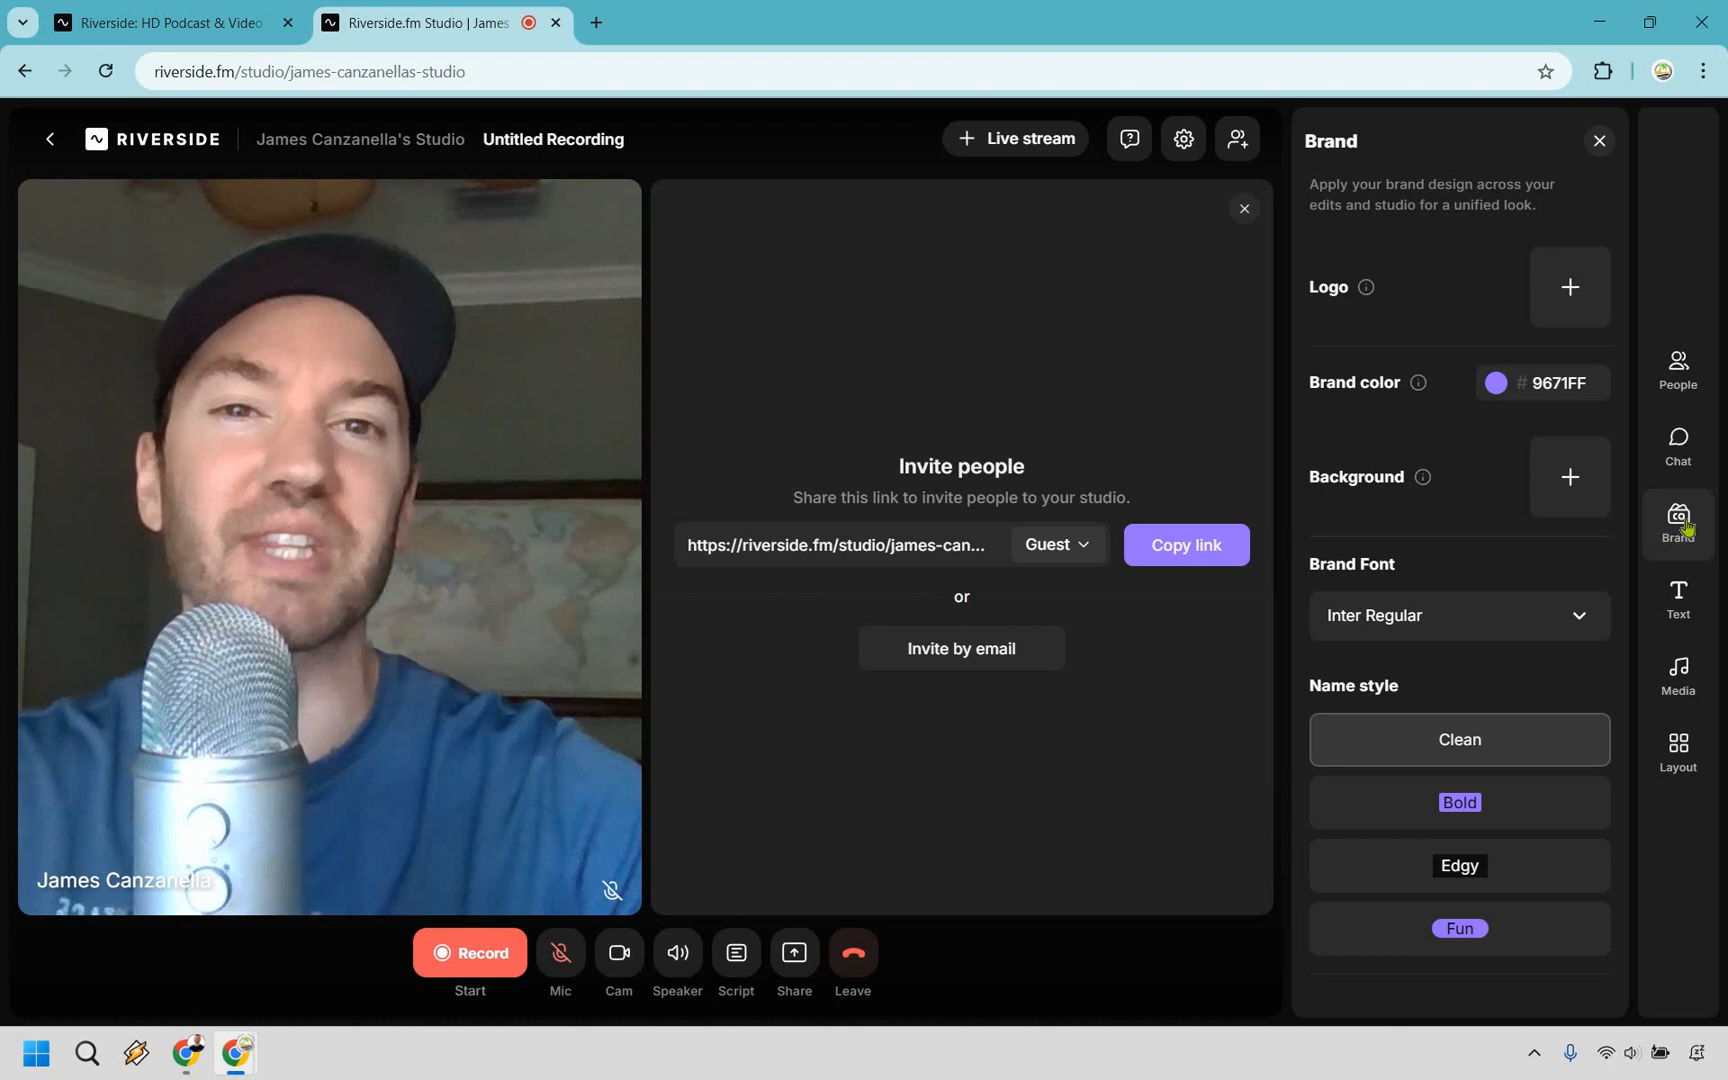 Riverside: HD Podcast & Video
Riverside.fm Studio | James
riverside.fm/studio/james-canzanellas-studio
RIVERSIDE
James Canzanella's Studio
Untitled Recording
Live stream
Brand
Apply your brand design across your
edits and studio for a unified look.
Logo
Brand color
# 9671FF
Background
Brand Font
Inter Regular
Name style
Clean
Bold
Edgy
Fun
People
Chat
Brand
Text
Media
Layout
Invite people
Share this link to invite people to your studio.
https://riverside.fm/studio/james-can...
Guest
Copy link
or
Invite by email
James Canzanella
Record
Start
Mic
Cam
Speaker
Script
Share
Leave